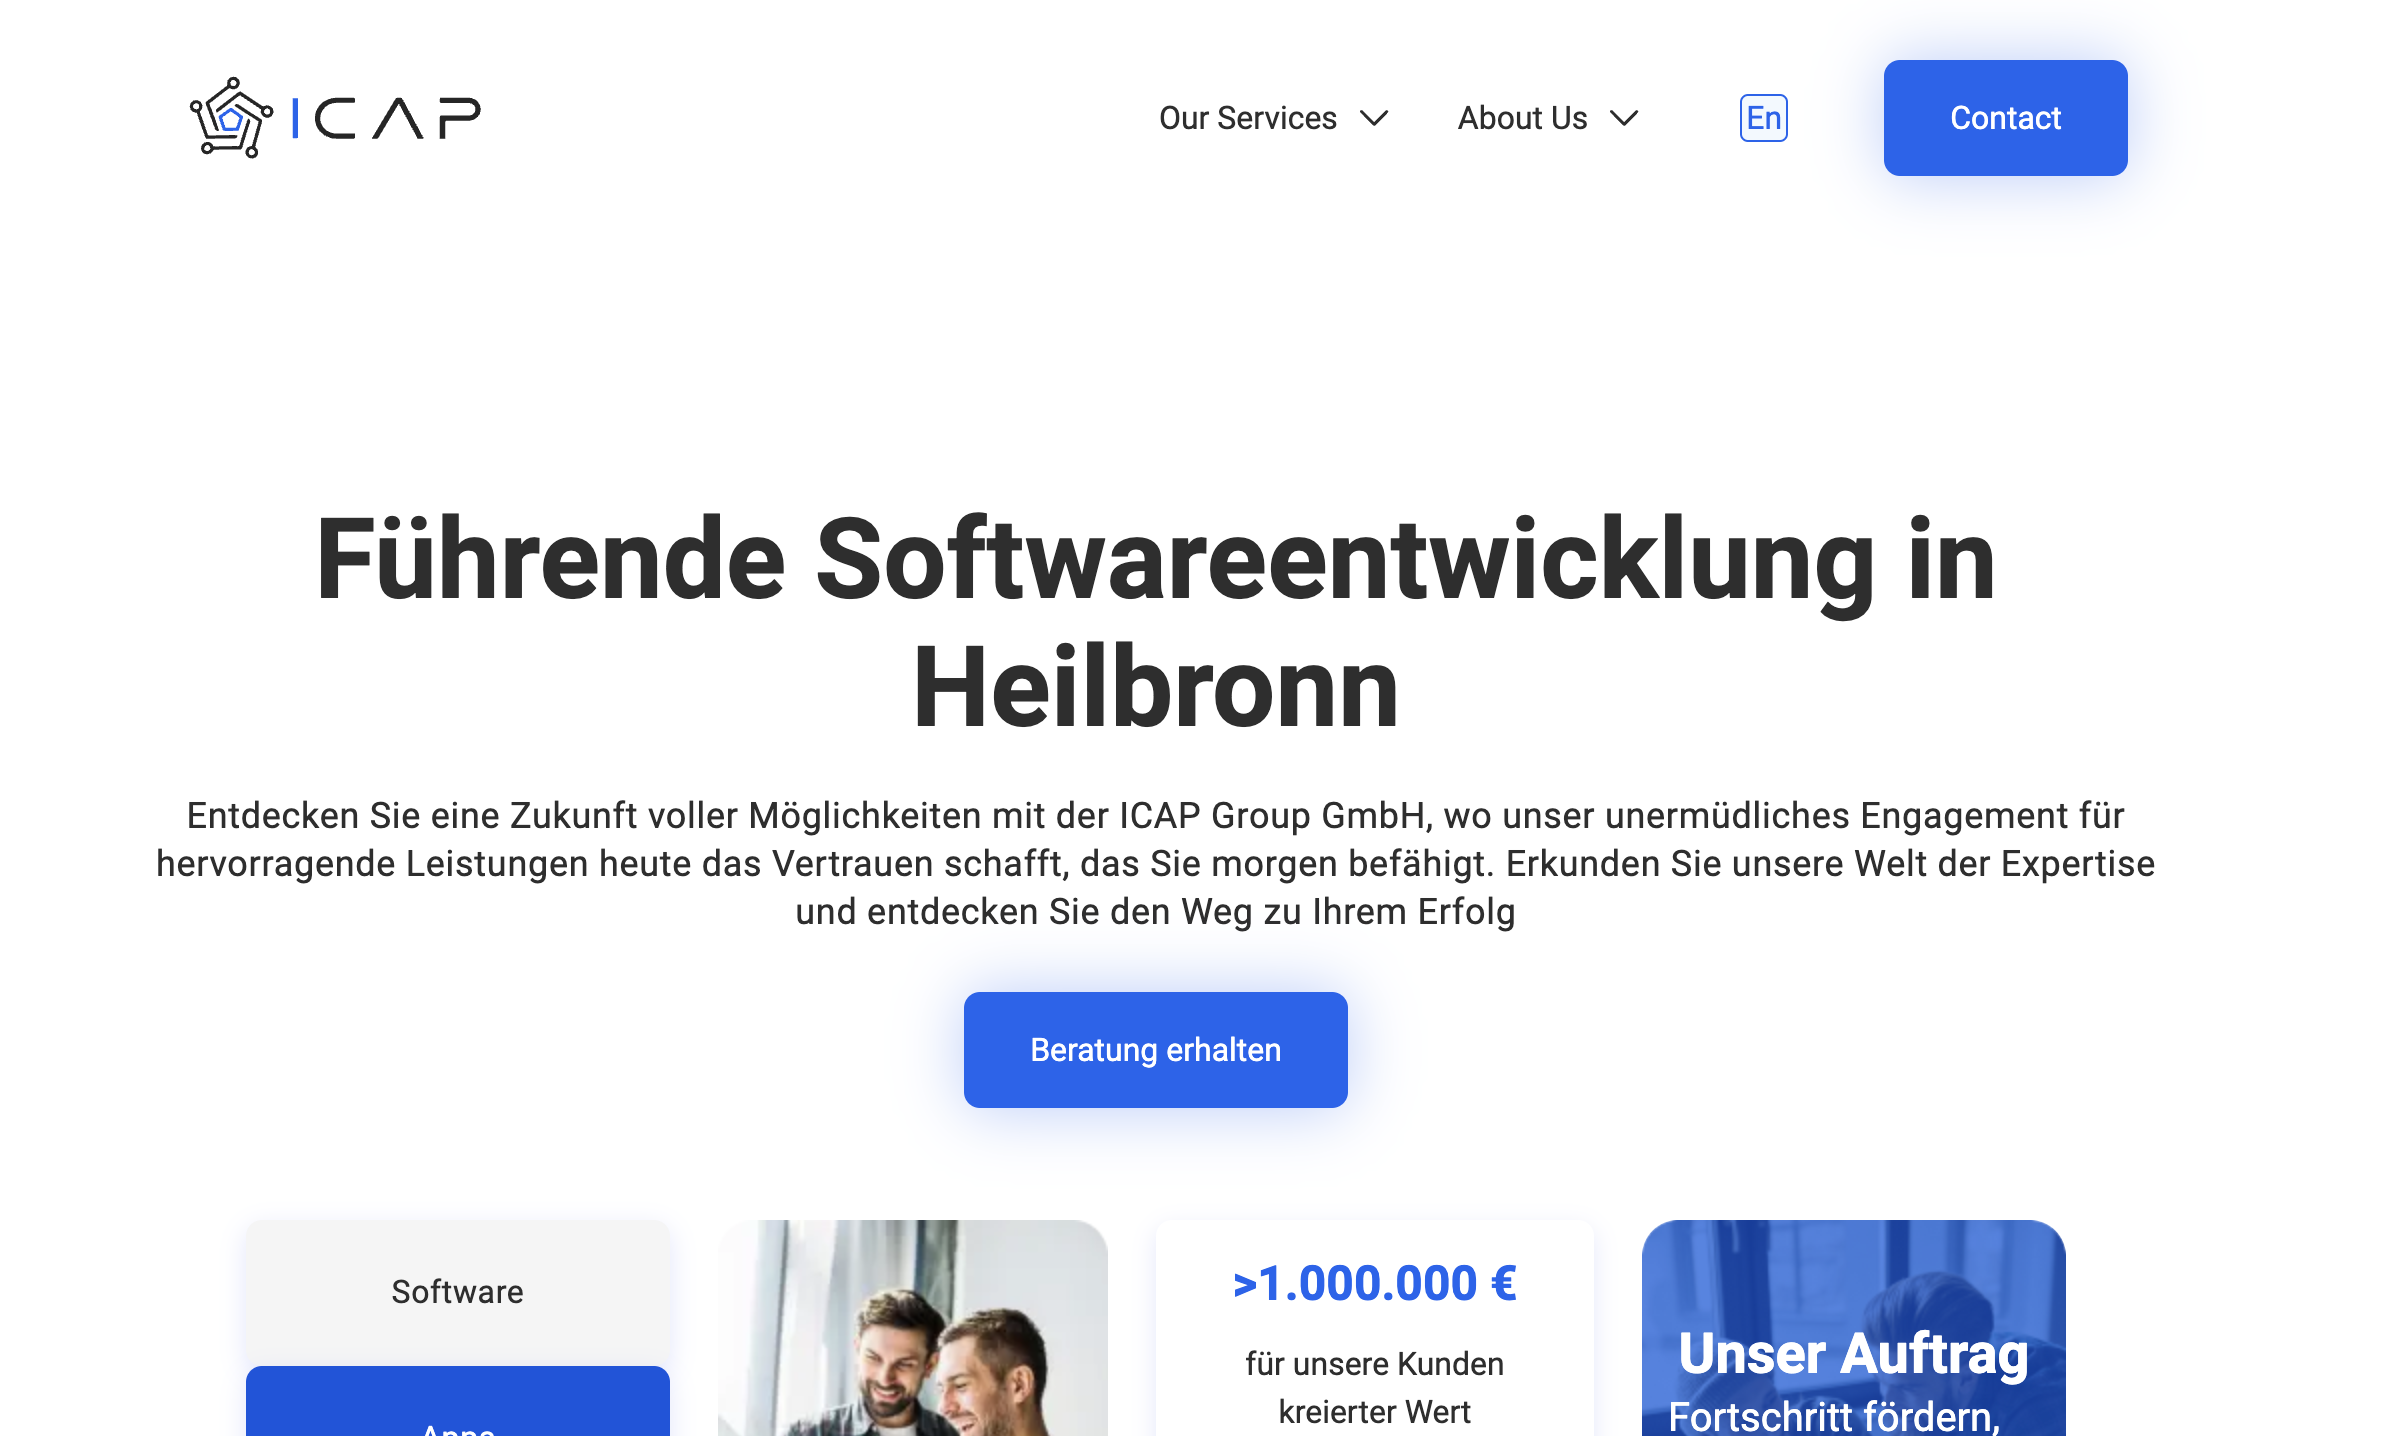 ICAP
Our Services
About Us
En
Contact
Führende Softwareentwicklung in
Heilbronn
Entdecken Sie eine Zukunft voller Möglichkeiten mit der ICAP Group GmbH, wo unser unermüdliches Engagement für
hervorragende Leistungen heute das Vertrauen schafft, das Sie morgen befähigt. Erkunden Sie unsere Welt der Expertise
und entdecken Sie den Weg zu Ihrem Erfolg
Beratung erhalten
Software
Apps
>1.000.000 €
für unsere Kunden
kreierter Wert
Unser Auftrag
Fortschritt fördern,